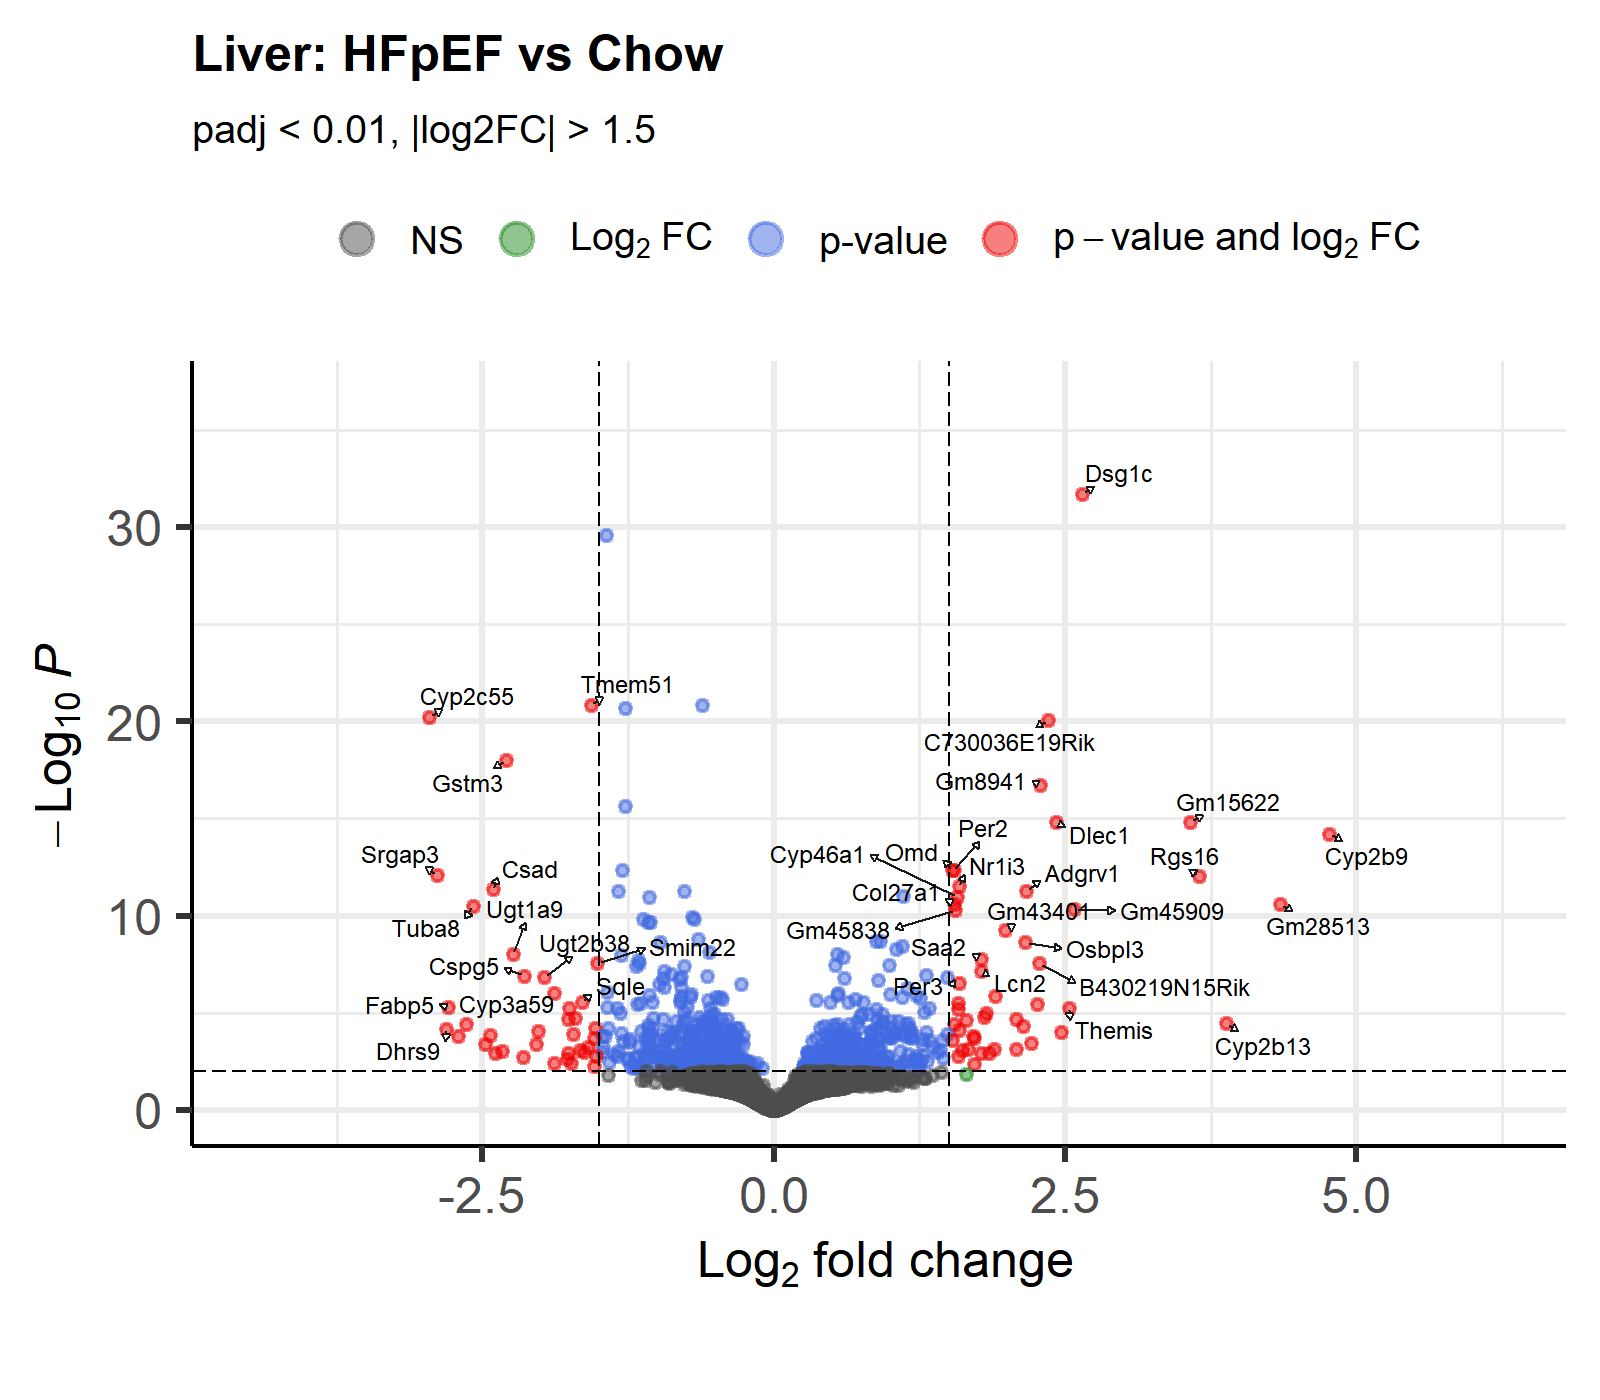 Liver: HFpEF vs Chow
padj < 0.01, |log2FC| > 1.5
NS Log₂ FC p-value p – value and log₂ FC
Dsg1c
30
Cyp2c55 Tmem51
20
C730036E19Rik
Gstm3 Gm8941
Gm15622
Per2 Dlec1
Srgap3 Csad Cyp46a1 Omd Nr1i3 Adgrv1 Rgs16 Cyp2b9
Col27a1
10
Tuba8 Ugt1a9 Gm45838 Gm43401 Gm45909 Gm28513
Ugt2b38 Smim22 Saa2 Osbpl3
Cspg5 Sqle Per3 Lcn2 B430219N15Rik
Fabp5 Cyp3a59
Themis
Dhrs9 Cyp2b13
0
−Log₁₀ P
-2.5 0.0 2.5 5.0
Log₂ fold change